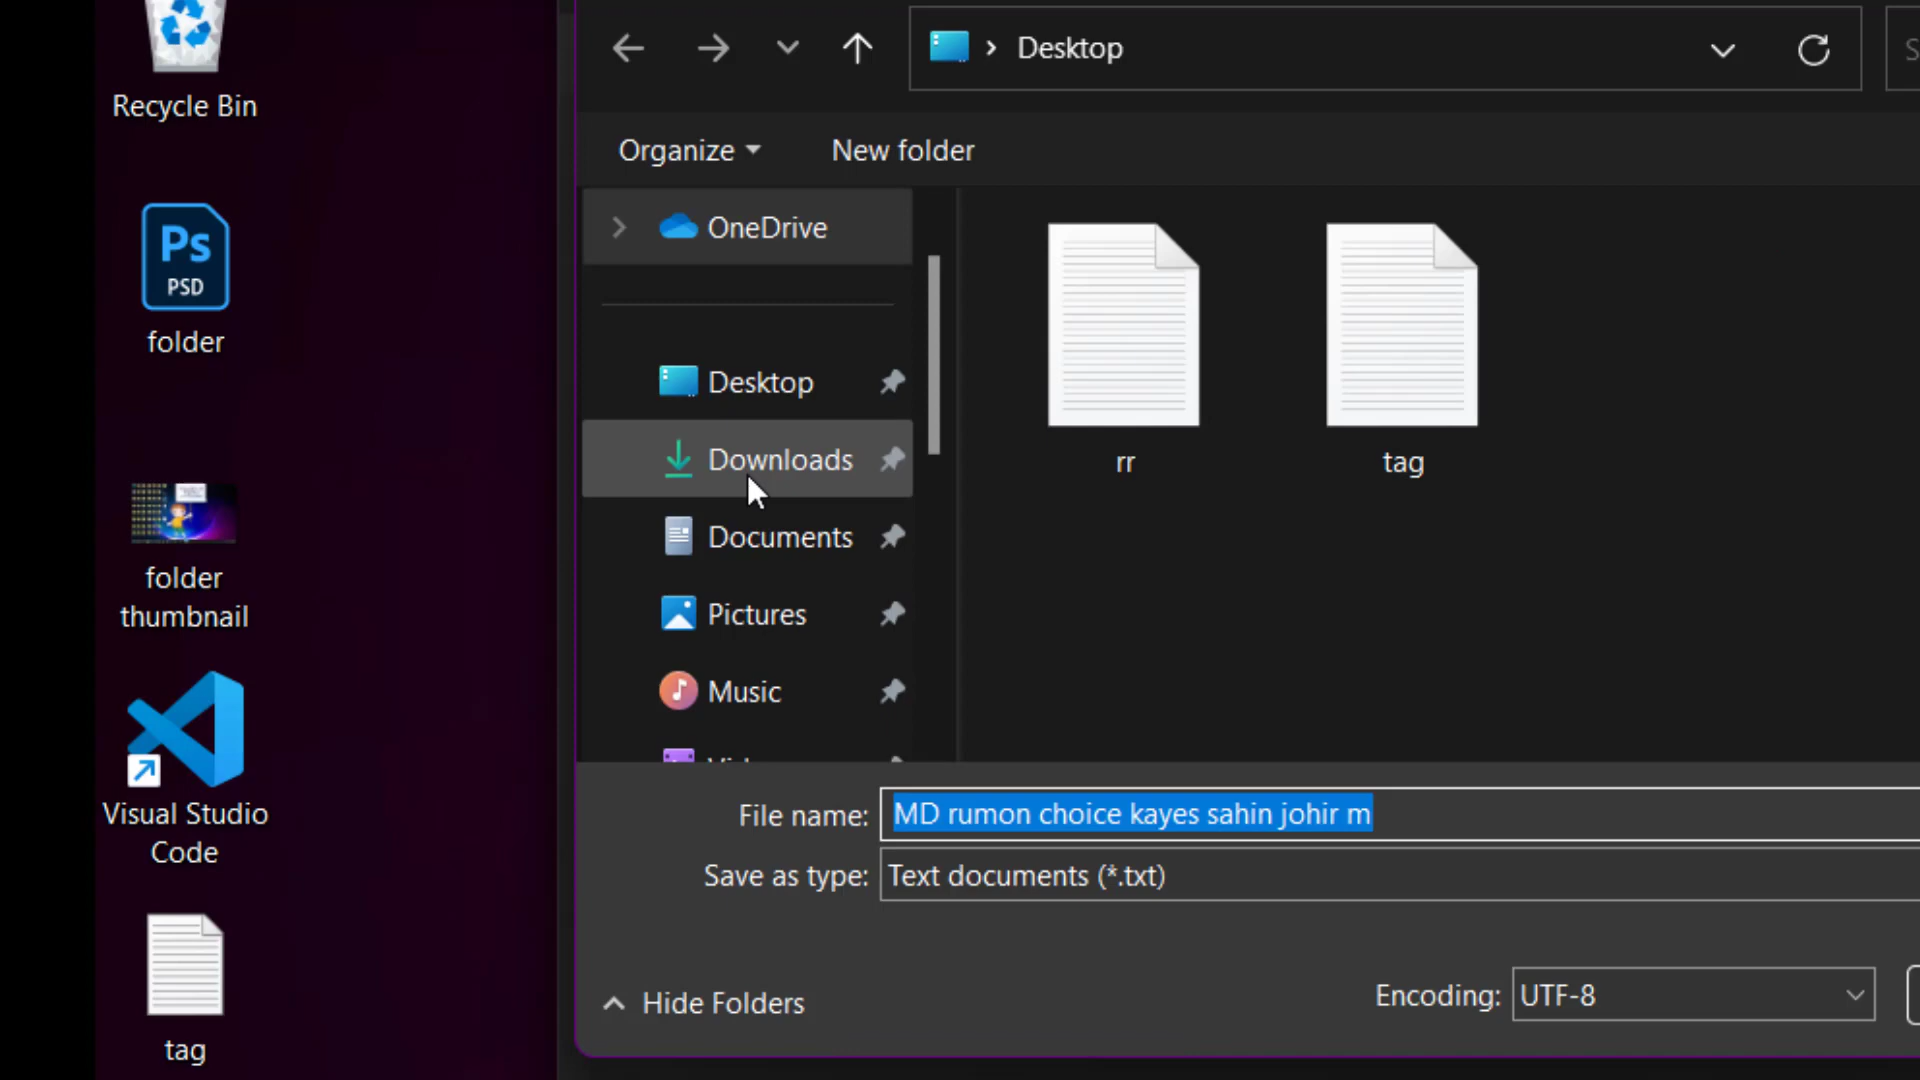 Recycle Bin
Ps
PSD
folder
folder
thumbnail
Visual Studio
Code
tag
Desktop
Organize
New folder
OneDrive
Desktop
Downloads
Documents
Pictures
Music
rr
tag
File name: MD rumon choice kayes sahin johir m
Save as type: Text documents (*.txt)
Hide Folders
Encoding: UTF-8